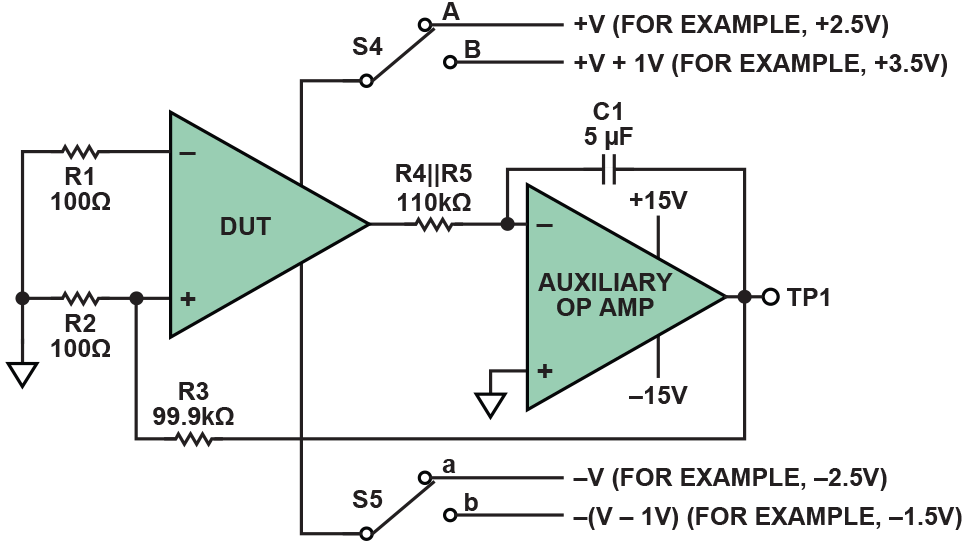 A
+V (FOR EXAMPLE, +2.5V)
S4
B
+V + 1V (FOR EXAMPLE, +3.5V)
C1
5 µF
–
R1
100Ω
R4||R5
110kΩ
+15V
DUT
–
AUXILIARY
OP AMP
TP1
+
R2
100Ω
+
–15V
R3
99.9kΩ
a
–V (FOR EXAMPLE, –2.5V)
S5
b
–(V – 1V) (FOR EXAMPLE, –1.5V)